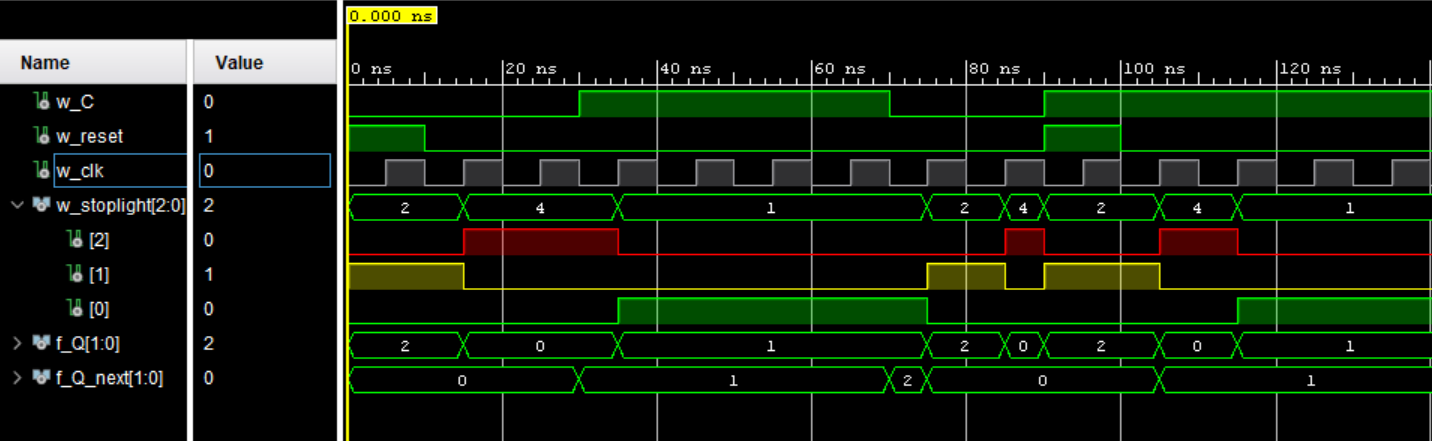 0.000 ns
Name Value
0 ns 20 ns 40 ns 60 ns 80 ns 100 ns 120 ns
w_C 0
w_reset 1
w_clk 0
w_stoplight[2:0] 2 2 4 1 2 4 2 4 1
[2] 0
[1] 1
[0] 0
f_Q[1:0] 2 2 0 1 2 0 2 0 1
f_Q_next[1:0] 0 0 1 2 0 1